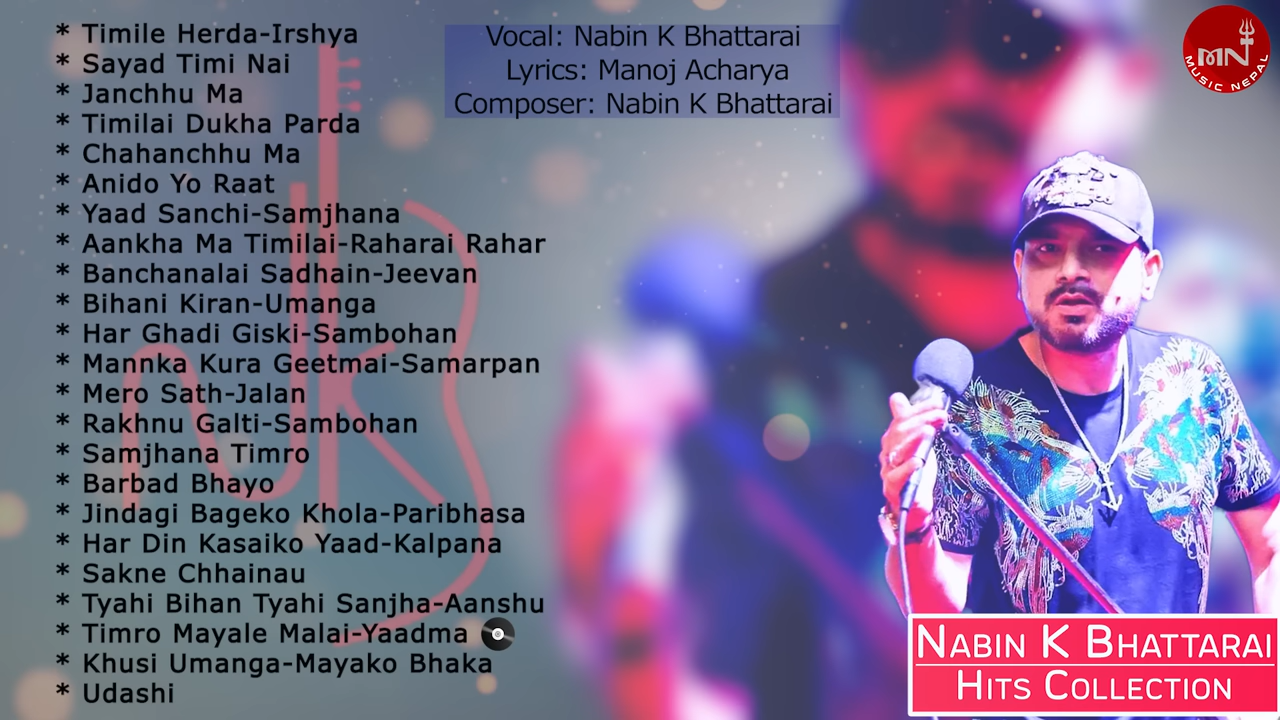 * Timile Herda-Irshya
* Sayad Timi Nai
* Janchhu Ma
* Timilai Dukha Parda
* Chahanchhu Ma
* Anido Yo Raat
* Yaad Sanchi-Samjhana
* Aankha Ma Timilai-Raharai Rahar
* Banchanalai Sadhain-Jeevan
* Bihani Kiran-Umanga
* Har Ghadi Giski-Sambohan
* Mannka Kura Geetmai-Samarpan
* Mero Sath-Jalan
* Rakhnu Galti-Sambohan
* Samjhana Timro
* Barbad Bhayo
* Jindagi Bageko Khola-Paribhasa
* Har Din Kasaiko Yaad-Kalpana
* Sakne Chhainau
* Tyahi Bihan Tyahi Sanjha-Aanshu
* Timro Mayale Malai-Yaadma
* Khusi Umanga-Mayako Bhaka
* Udashi
Vocal: Nabin K Bhattarai
Lyrics: Manoj Acharya
Composer: Nabin K Bhattarai
MN
MUSIC NEPAL
NABIN K BHATTARAI
HITS COLLECTION
NK